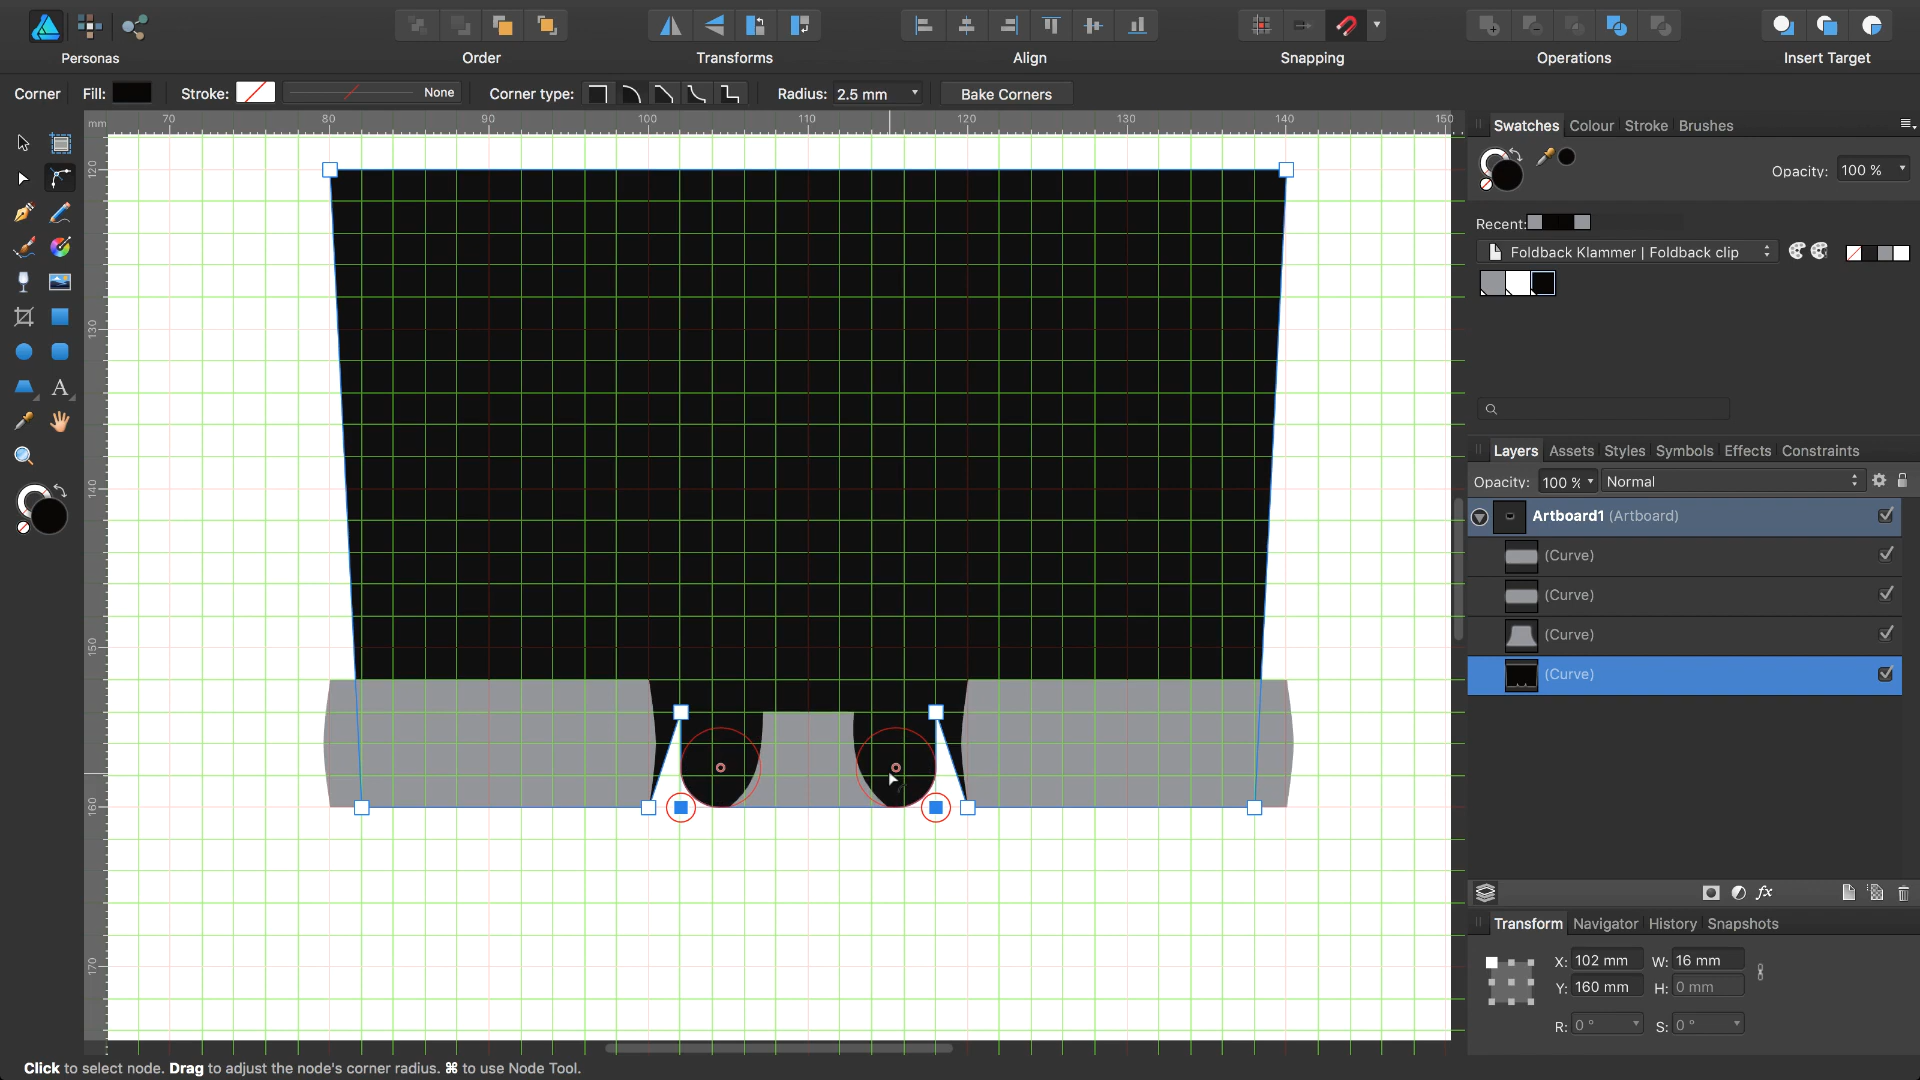 Personas
Order
Transforms
Align
Snapping
Operations
Insert Target
Corner
Fill:
Stroke:
None
Corner type:
Radius: 2.5 mm
Bake Corners
mm
70
80
90
100
110
120
130
140
150
120
130
140
150
160
170
A
Swatches Colour Stroke Brushes
Opacity: 100 %
Recent:
Foldback Klammer | Foldback clip
Layers Assets Styles Symbols Effects Constraints
Opacity: 100 % Normal
Artboard1 (Artboard)
(Curve)
(Curve)
(Curve)
(Curve)
fx
Transform Navigator History Snapshots
X: 102 mm W: 16 mm
Y: 160 mm H: 0 mm
R: 0 ° S: 0 °
Click to select node. Drag to adjust the node's corner radius. ⌘ to use Node Tool.